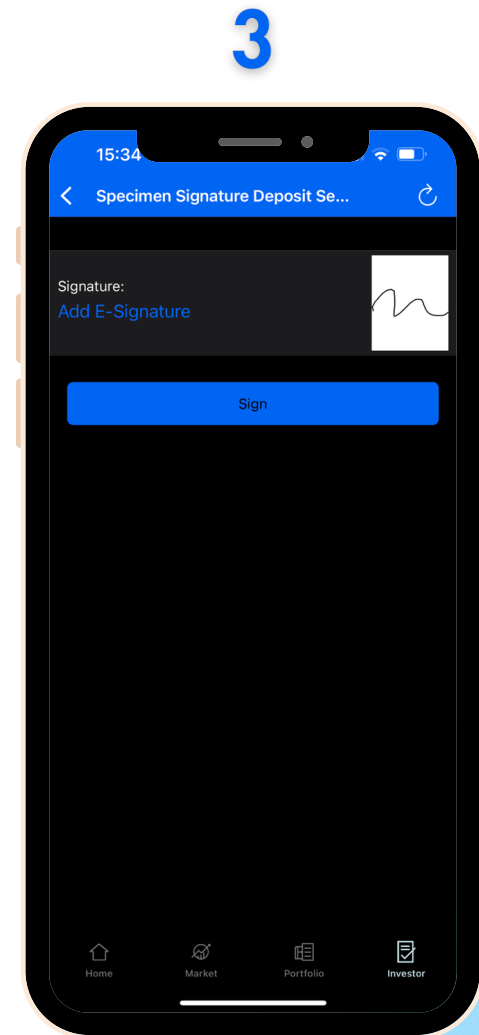 3
15:34
Specimen Signature Deposit Se...
Signature:
Add E-Signature
Sign
Home Market Portfolio Investor